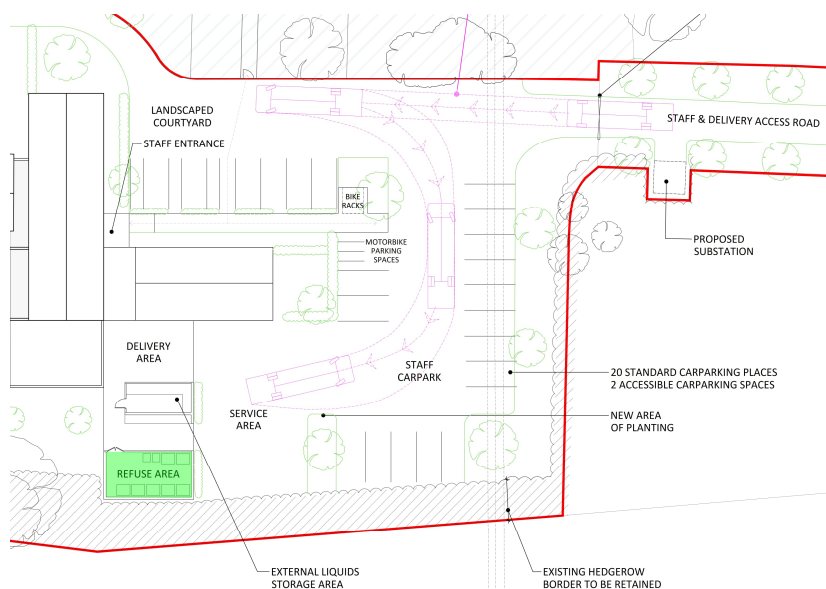 LANDSCAPED
COURTYARD
STAFF ENTRANCE
STAFF & DELIVERY ACCESS ROAD
BIKE
RACKS
MOTORBIKE
PARKING
SPACES
PROPOSED
SUBSTATION
DELIVERY
AREA
STAFF
CARPARK
20 STANDARD CARPARKING PLACES
2 ACCESSIBLE CARPARKING SPACES
SERVICE
AREA
NEW AREA
OF PLANTING
REFUSE AREA
EXTERNAL LIQUIDS
STORAGE AREA
EXISTING HEDGEROW
BORDER TO BE RETAINED